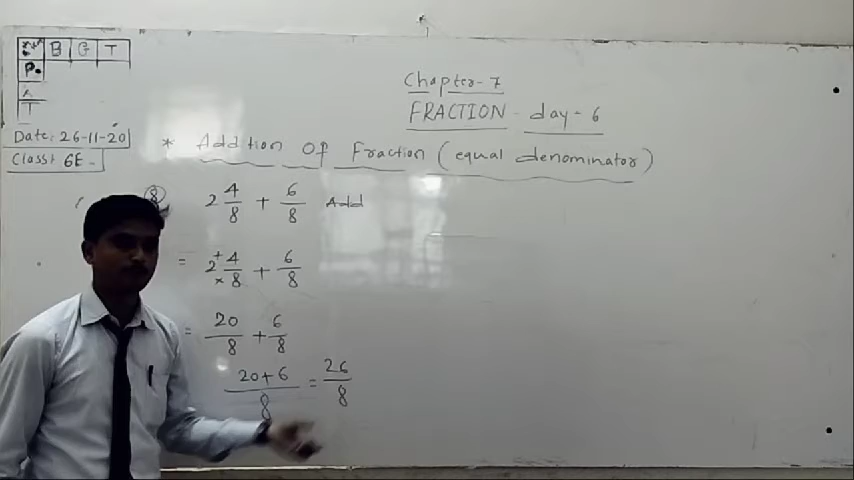 B G T
P.
A
T
Date: 26-11-20
Class: 6E -
Chapter-7
FRACTION - day-6
* Addtion Of Fraction (equal denominator)
8 2 4/8 + 6/8 Add
= 2 + 4 × 8 + 6/8
= 20/8 + 6/8
20+6/8 = 26/8